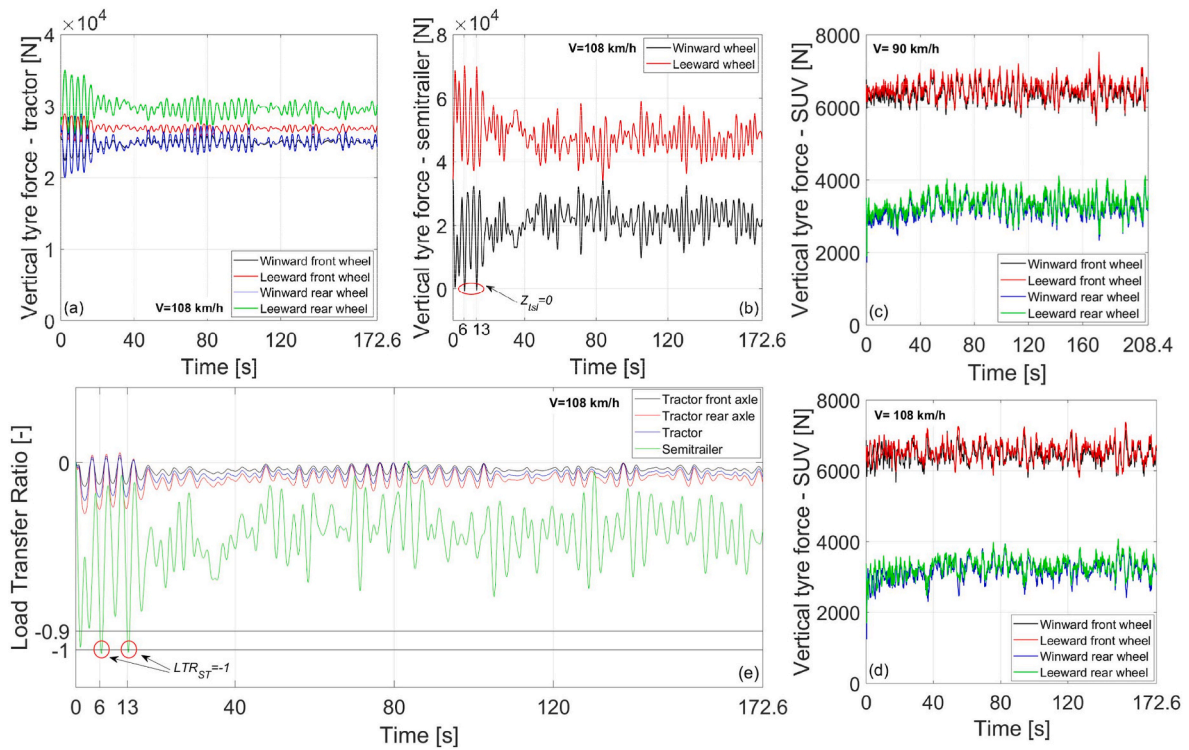 ×10⁴
Vertical tyre force - tractor [N]
4
3
2
1
0
(a)
V=108 km/h
Winward front wheel
Leeward front wheel
Winward rear wheel
Leeward rear wheel
0 40 80 120 172.6
Time [s]
8 ×10⁴
Vertical tyre force - semitrailer [N]
6
4
2
0
V=108 km/h
Winward wheel
Leeward wheel
Z_tsl=0
(b)
0 6 13 40 80 120 172.6
Time [s]
Vertical tyre force - SUV [N]
8000
6000
4000
2000
0
V= 90 km/h
(c)
Winward front wheel
Leeward front wheel
Winward rear wheel
Leeward rear wheel
0 40 80 120 160 208.4
Time [s]
Load Transfer Ratio [-]
0
-0.9
-1
V=108 km/h
Tractor front axle
Tractor rear axle
Tractor
Semitrailer
LTR_ST=-1
(e)
0 6 13 40 80 120 172.6
Time [s]
Vertical tyre force - SUV [N]
8000
6000
4000
2000
0
V= 108 km/h
(d)
Winward front wheel
Leeward front wheel
Winward rear wheel
Leeward rear wheel
0 40 80 120 172.6
Time [s]